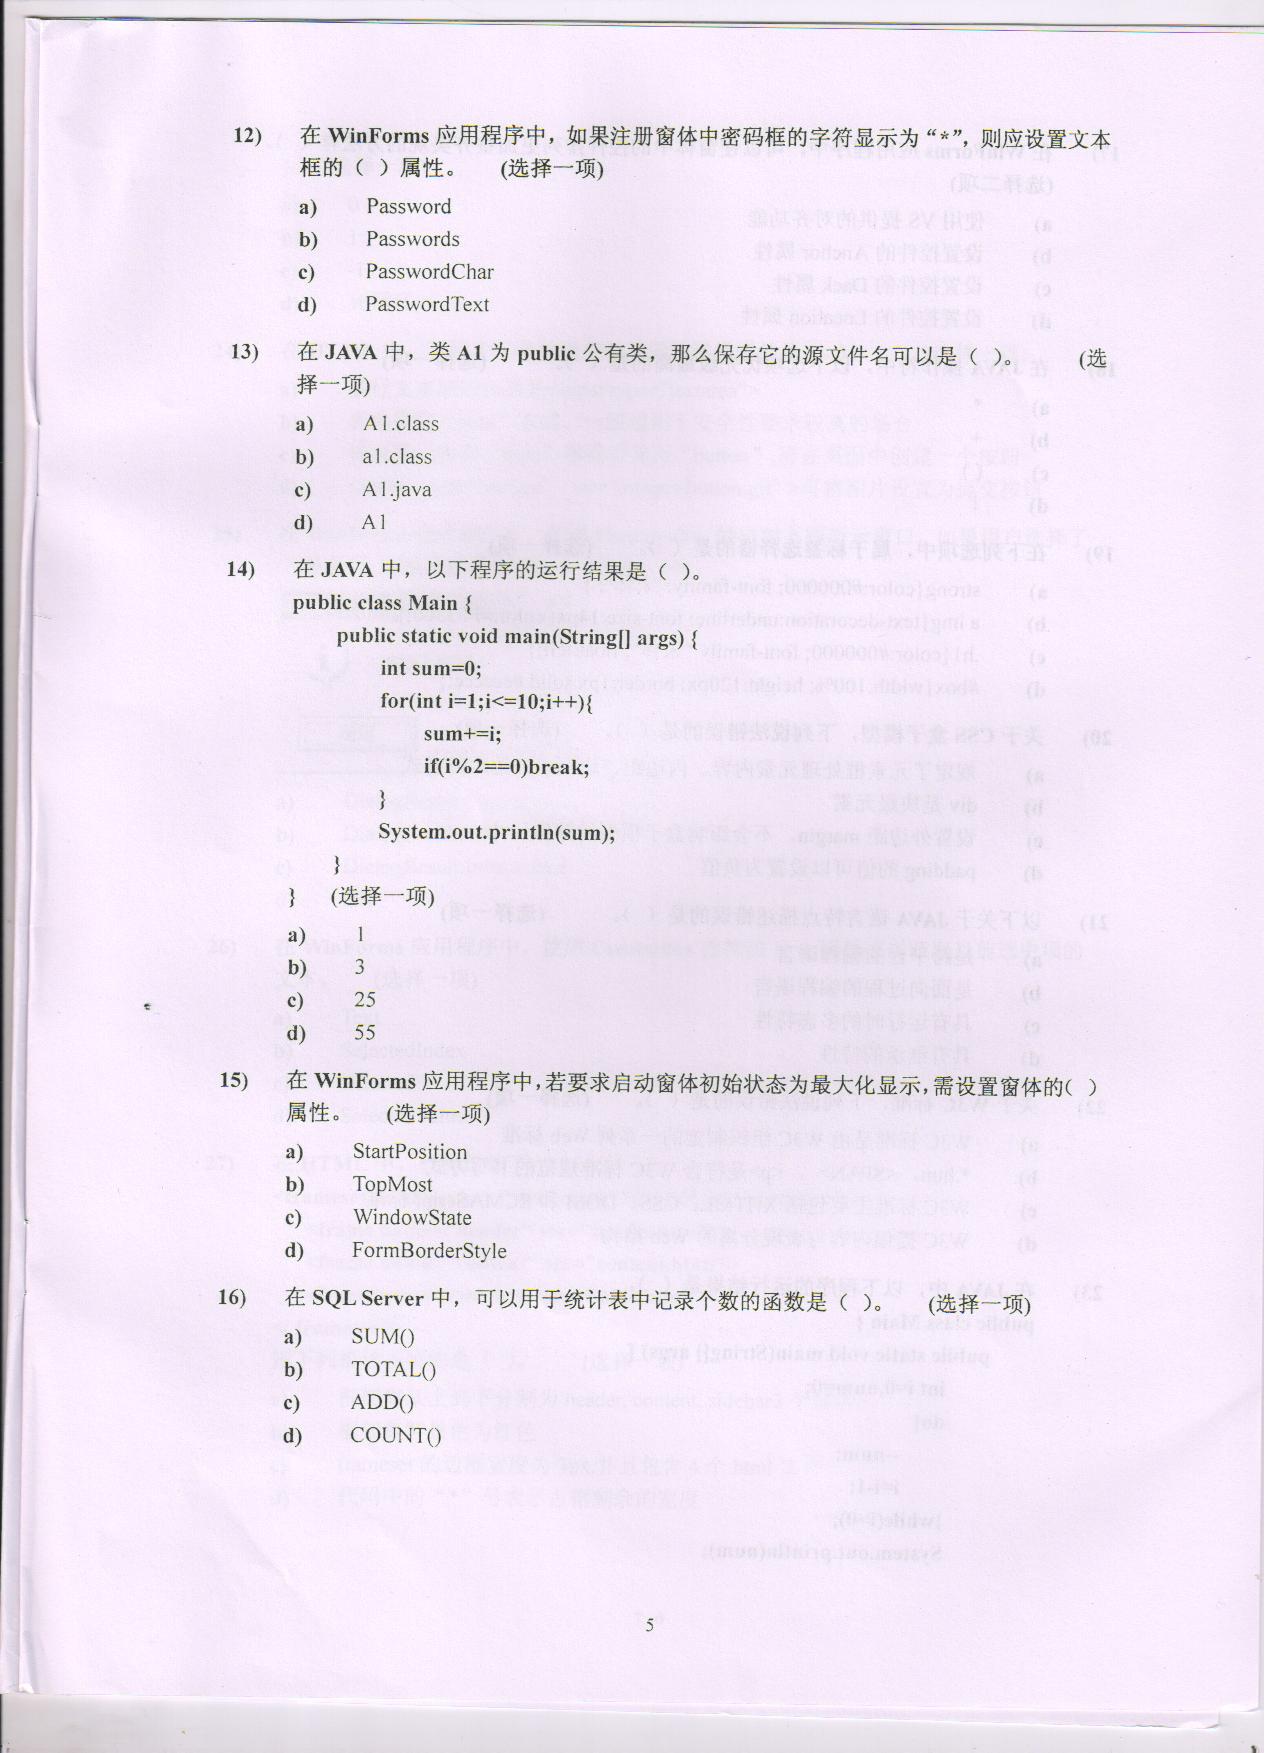 12) 在 WinForms 应用程序中，如果注册窗体中密码框的字符显示为“*”，则应设置文本
框的（ ）属性。 (选择一项)
a) Password
b) Passwords
c) PasswordChar
d) PasswordText
13) 在 JAVA 中，类 A1 为 public 公有类，那么保存它的源文件名可以是（ ）。 (选
择一项)
a) A1.class
b) a1.class
c) A1.java
d) A1
14) 在 JAVA 中，以下程序的运行结果是（ ）。
public class Main {
public static void main(String[] args) {
int sum=0;
for(int i=1;i<=10;i++){
sum+=i;
if(i%2==0)break;
}
System.out.println(sum);
}
} (选择一项)
a) 1
b) 3
c) 25
d) 55
15) 在 WinForms 应用程序中,若要求启动窗体初始状态为最大化显示,需设置窗体的( )
属性。 (选择一项)
a) StartPosition
b) TopMost
c) WindowState
d) FormBorderStyle
16) 在 SQL Server 中，可以用于统计表中记录个数的函数是（ ）。 (选择一项)
a) SUM()
b) TOTAL()
c) ADD()
d) COUNT()
5